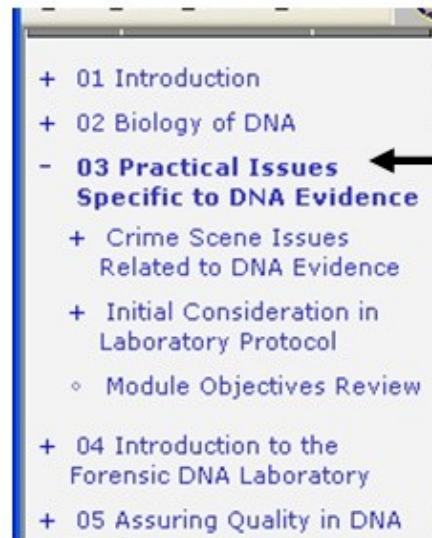 + 01 Introduction
+ 02 Biology of DNA
- 03 Practical Issues
Specific to DNA Evidence
+ Crime Scene Issues
Related to DNA Evidence
+ Initial Consideration in
Laboratory Protocol
◦ Module Objectives Review
+ 04 Introduction to the
Forensic DNA Laboratory
+ 05 Assuring Quality in DNA